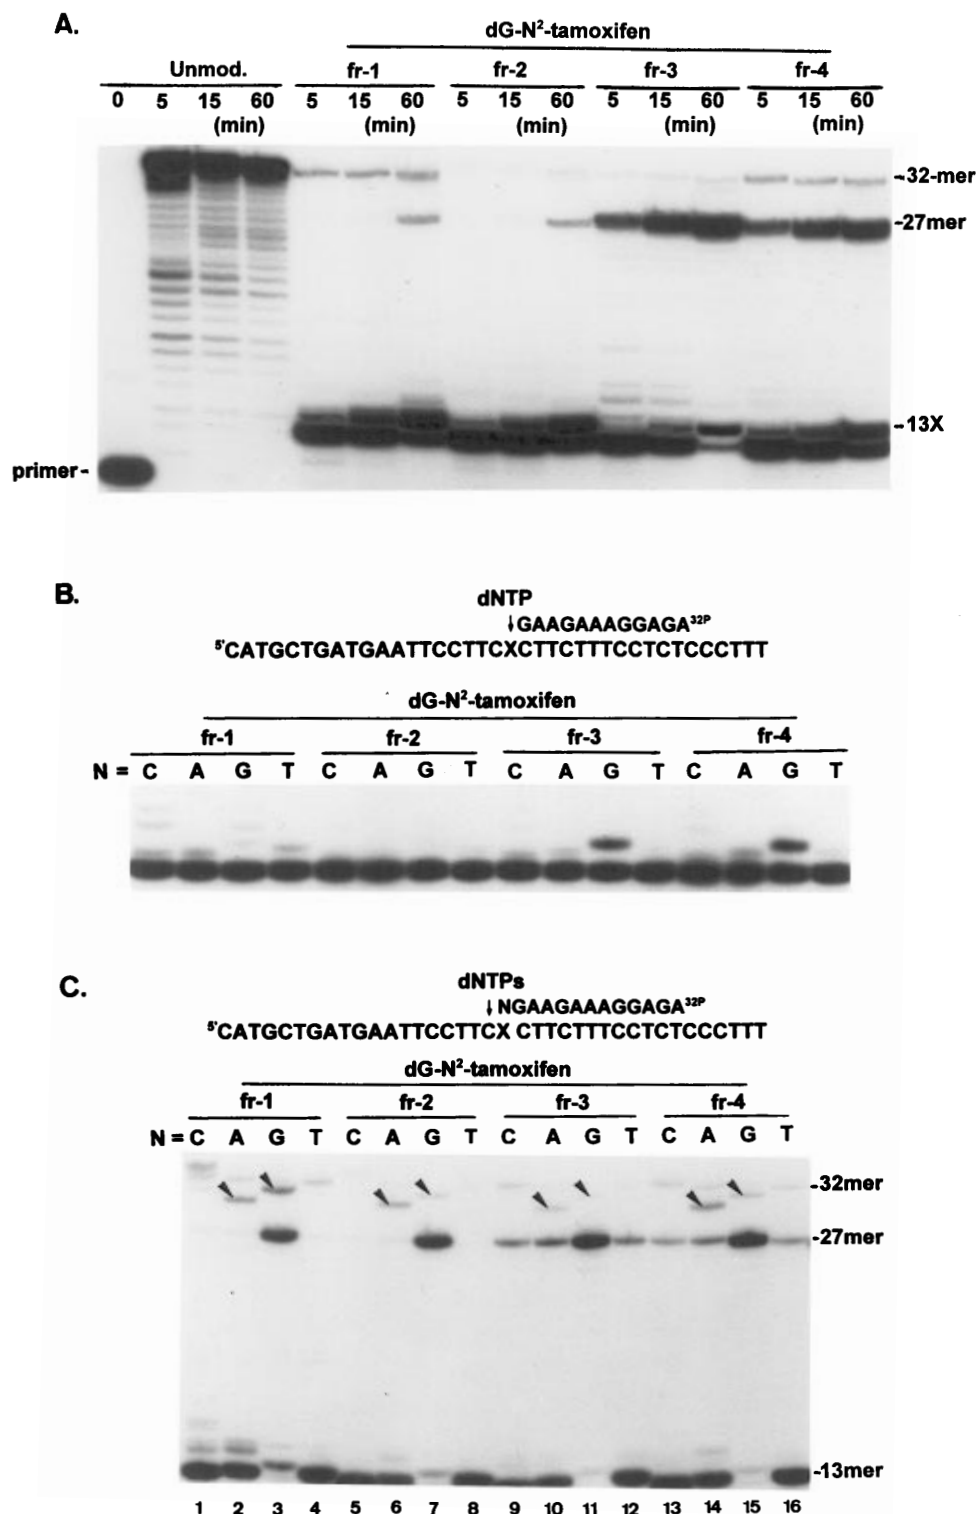 A.
dG-N²-tamoxifen
Unmod. fr-1 fr-2 fr-3 fr-4
0 5 15 60 5 15 60 5 15 60 5 15 60 5 15 60
(min) (min) (min) (min) (min)
-32-mer
-27mer
-13X
primer-
B.
dNTP
↓GAAGAAAGGAGA³²ᴾ
⁵'CATGCTGATGAATTCCTTCXCTTCTTTCCTCTCCCTTT
dG-N²-tamoxifen
fr-1 fr-2 fr-3 fr-4
N = C A G T C A G T C A G T C A G T
C.
dNTPs
↓NGAAGAAAGGAGA³²ᴾ
⁵'CATGCTGATGAATTCCTTCX CTTCTTTCCTCTCCCTTT
dG-N²-tamoxifen
fr-1 fr-2 fr-3 fr-4
N = C A G T C A G T C A G T C A G T
-32mer
-27mer
-13mer
1 2 3 4 5 6 7 8 9 10 11 12 13 14 15 16